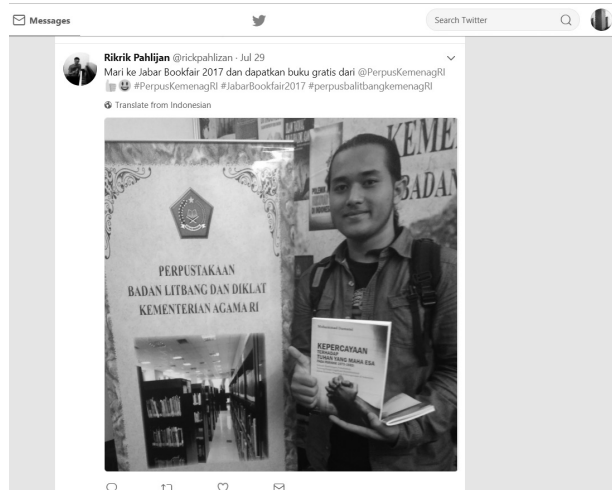 Messages
Search Twitter
Rikrik Pahlijan @rickpahlizan · Jul 29
Mari ke Jabar Bookfair 2017 dan dapatkan buku gratis dari @PerpusKemenagRI
#PerpusKemenagRI #JabarBookfair2017 #perpusbalitbangkemenagRI
Translate from Indonesian
KEME
BADAN
PERPUSTAKAAN
BADAN LITBANG DAN DIKLAT
KEMENTERIAN AGAMA RI
KEPERCAYAAN
TERHADAP
TUHAN YANG MAHA ESA